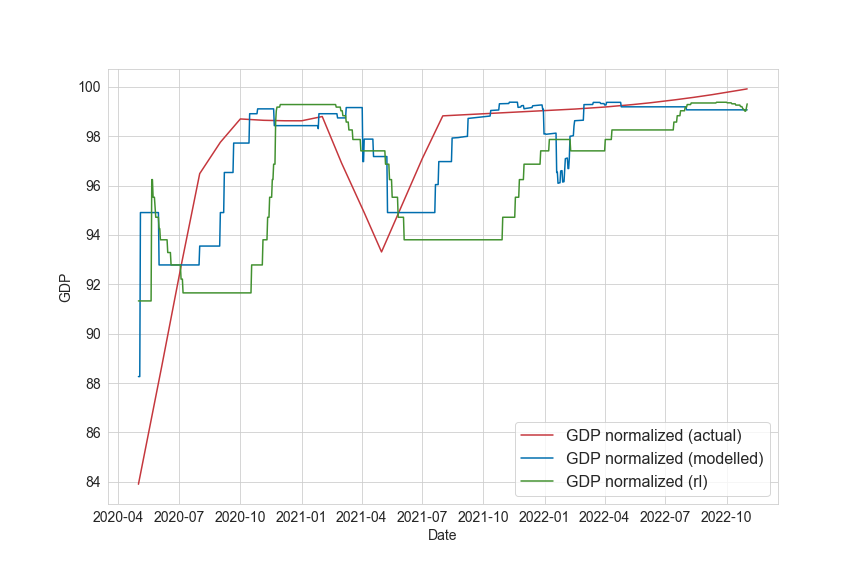 GDP
100
98
96
94
92
90
88
86
84
GDP normalized (actual)
GDP normalized (modelled)
GDP normalized (rl)
2020-04 2020-07 2020-10 2021-01 2021-04 2021-07 2021-10 2022-01 2022-04 2022-07 2022-10
Date